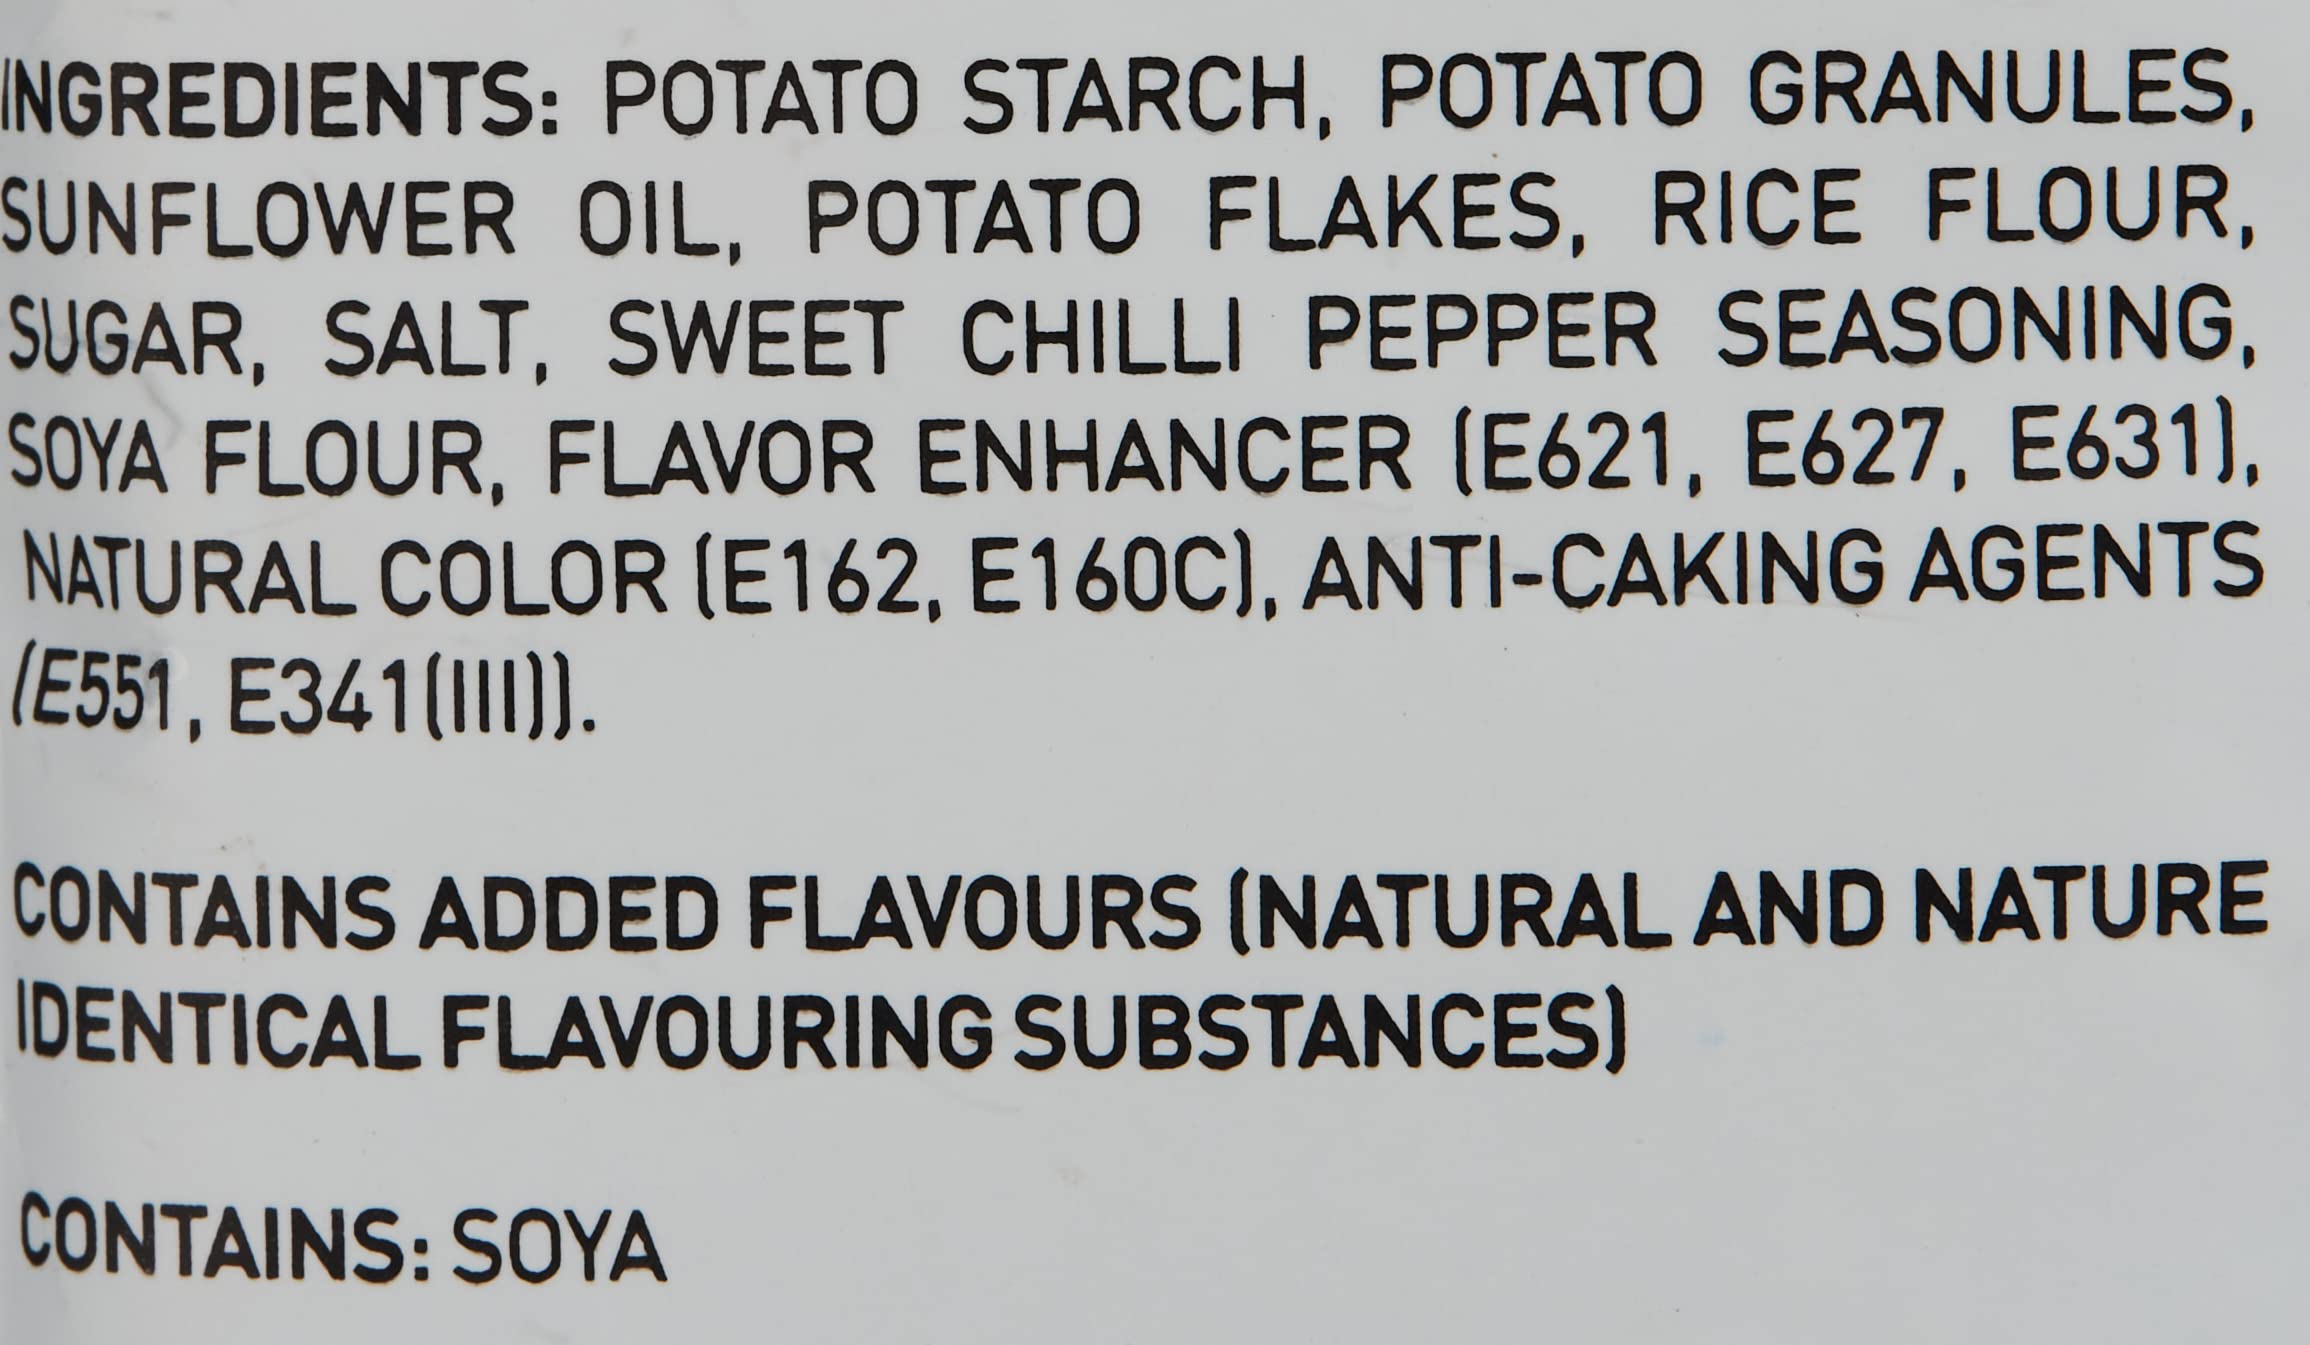 INGREDIENTS: POTATO STARCH, POTATO GRANULES,
SUNFLOWER OIL, POTATO FLAKES, RICE FLOUR,
SUGAR, SALT, SWEET CHILLI PEPPER SEASONING,
SOYA FLOUR, FLAVOR ENHANCER (E621, E627, E631),
NATURAL COLOR (E162, E160C), ANTI-CAKING AGENTS
(E551, E341(III)).
CONTAINS ADDED FLAVOURS (NATURAL AND NATURE
IDENTICAL FLAVOURING SUBSTANCES)
CONTAINS: SOYA